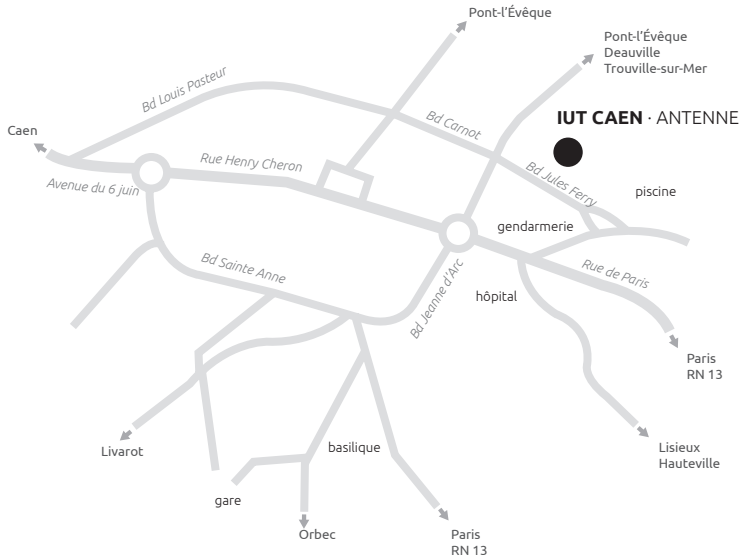 Pont-l'Évêque
Pont-l'Évêque
Deauville
Trouville-sur-Mer
Bd Louis Pasteur
Bd Carnot
IUT CAEN · ANTENNE
Caen
Rue Henry Cheron
Bd Jules Ferry
Avenue du 6 juin
piscine
gendarmerie
Bd Sainte Anne
Rue de Paris
Bd Jeanne d'Arc
hôpital
Paris
RN 13
Livarot
basilique
Lisieux
Hauteville
gare
Orbec
Paris
RN 13